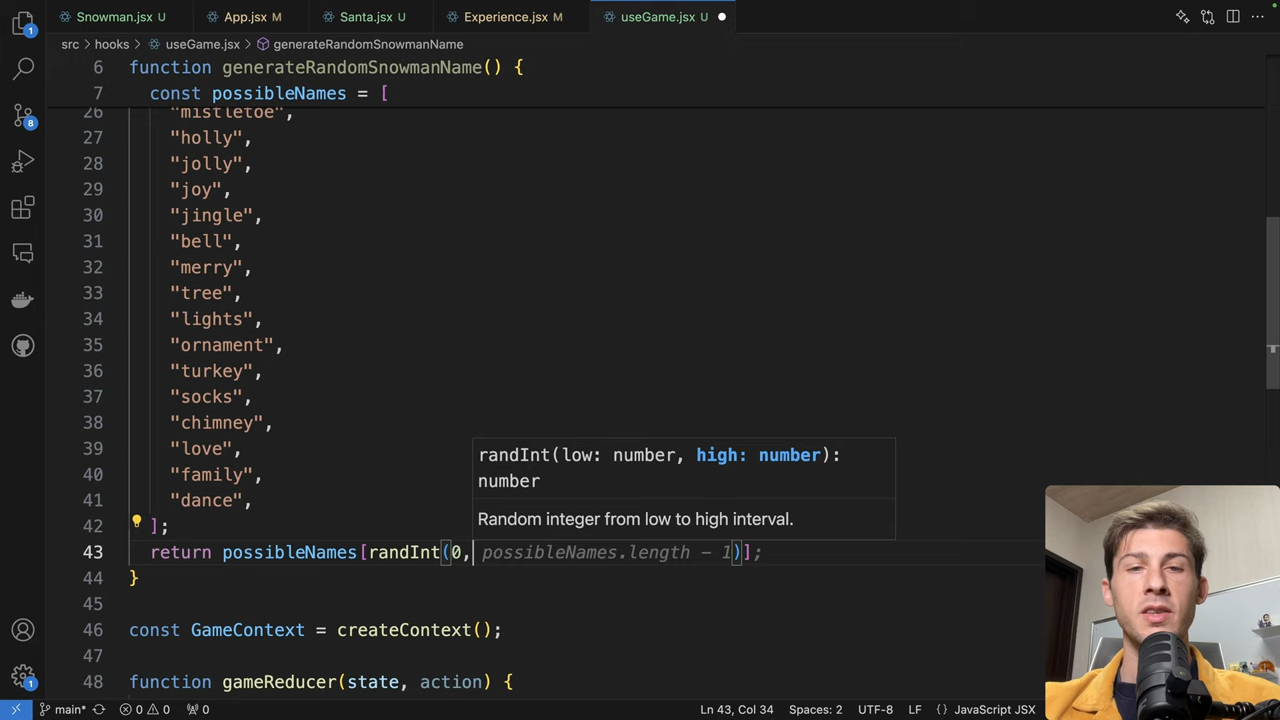 Snowman.jsx U
App.jsx M
Santa.jsx U
Experience.jsx M
useGame.jsx U
src > hooks > useGame.jsx > generateRandomSnowmanName
6 function generateRandomSnowmanName() {
7 const possibleNames = [
26 "mistletoe",
27 "holly",
28 "jolly",
29 "joy",
30 "jingle",
31 "bell",
32 "merry",
33 "tree",
34 "lights",
35 "ornament",
36 "turkey",
37 "socks",
38 "chimney",
39 "love",
40 "family",
41 "dance",
42 ];
43 return possibleNames[randInt(0, possibleNames.length - 1)];
44 }
45
46 const GameContext = createContext();
47
48 function gameReducer(state, action) {
randInt(low: number, high: number):
number
Random integer from low to high interval.
1
8
1
main*
0 0
0
Ln 43, Col 34
Spaces: 2
UTF-8
LF
{} JavaScript JSX